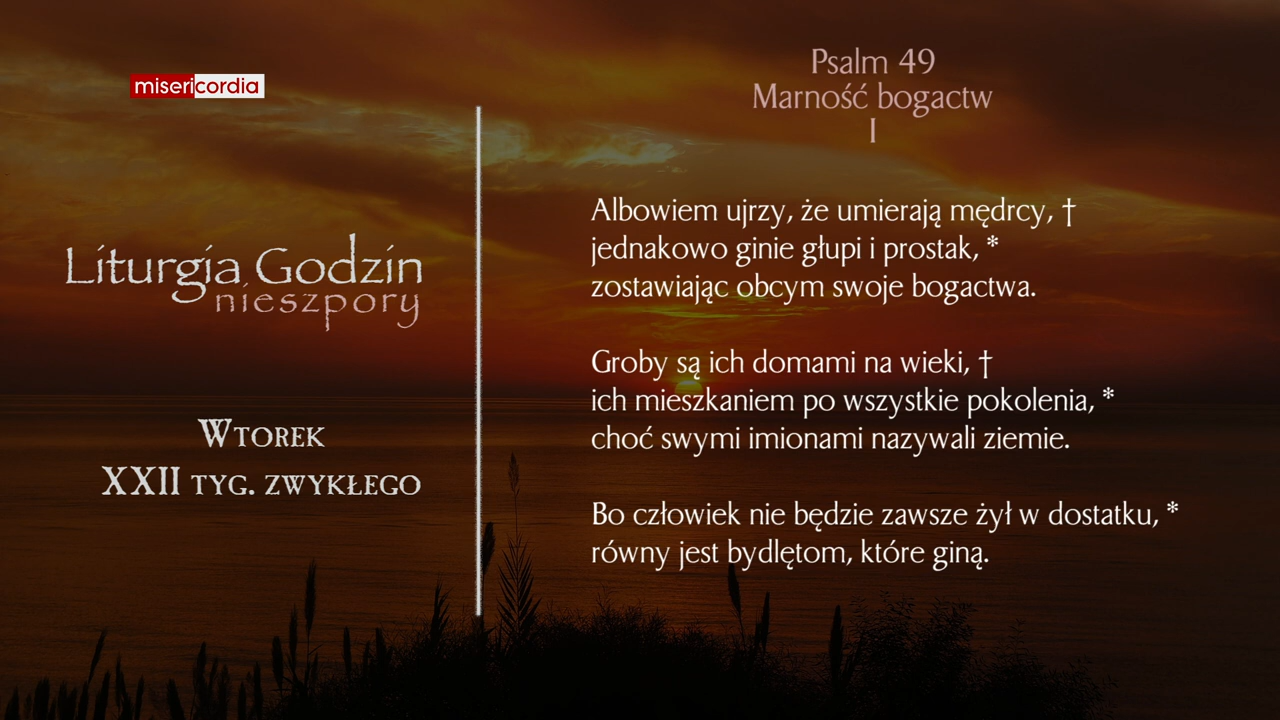 misericordia
Liturgia Godzin
nieszpory
Wtorek
XXII tyg. zwykłego
Psalm 49
Marność bogactw
I
Albowiem ujrzy, że umierają mędrcy, †
jednakowo ginie głupi i prostak, *
zostawiając obcym swoje bogactwa.
Groby są ich domami na wieki, †
ich mieszkaniem po wszystkie pokolenia, *
choć swymi imionami nazywali ziemie.
Bo człowiek nie będzie zawsze żył w dostatku, *
równy jest bydlętom, które giną.